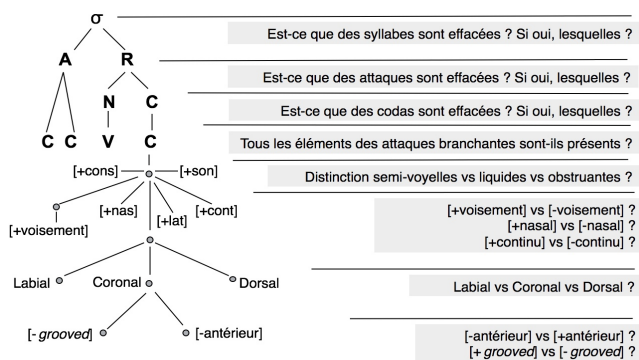 σ
Est-ce que des syllabes sont effacées ? Si oui, lesquelles ?
A R
Est-ce que des attaques sont effacées ? Si oui, lesquelles ?
N C
Est-ce que des codas sont effacées ? Si oui, lesquelles ?
C C V C
Tous les éléments des attaques branchantes sont-ils présents ?
[+cons] [+son]
Distinction semi-voyelles vs liquides vs obstruantes ?
[+voisement] [+nas] [+lat] [+cont]
[+voisement] vs [-voisement] ?
[+nasal] vs [-nasal] ?
[+continu] vs [-continu] ?
Labial Coronal Dorsal
Labial vs Coronal vs Dorsal ?
[- grooved] [-antérieur]
[-antérieur] vs [+antérieur] ?
[+ grooved] vs [- grooved] ?